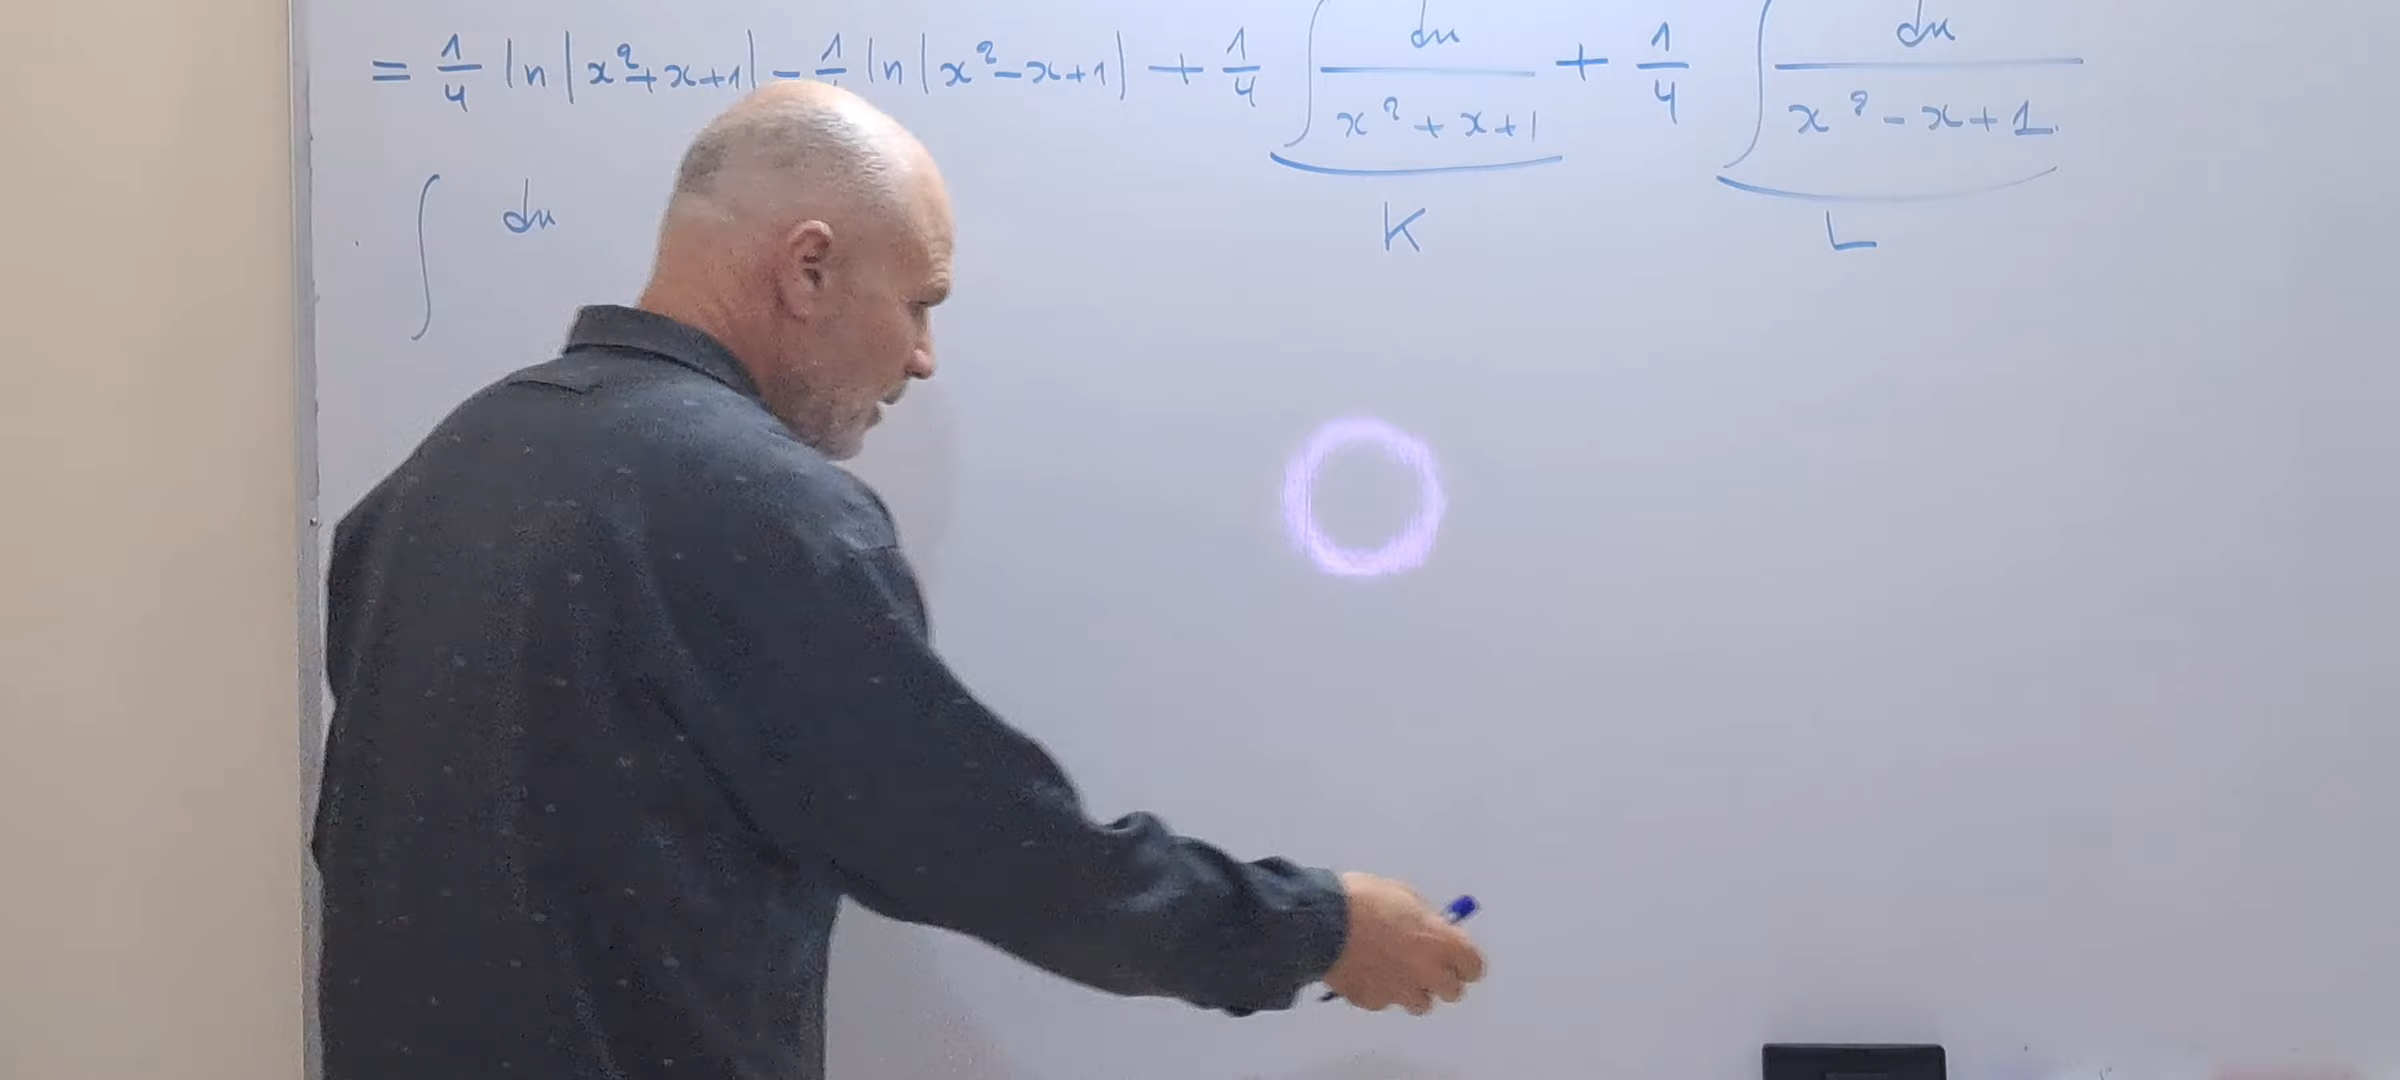 = 1/4 ln |x²+x+1| - 1/4 ln |x²-x+1| + 1/4 ∫ dx/(x²+x+1) + 1/4 ∫ dx/(x²-x+1)
K L
∫ dx